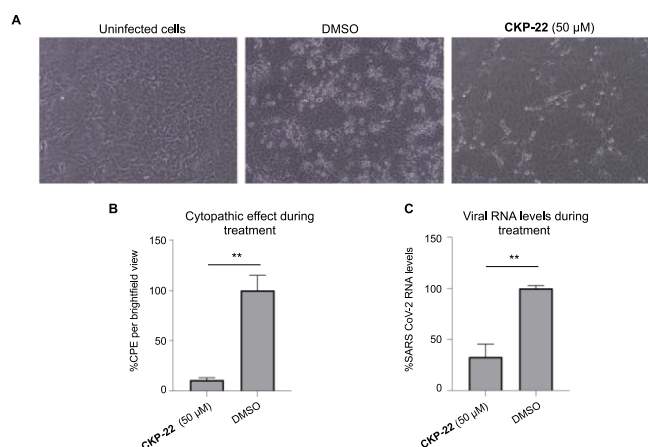 A
Uninfected cells
DMSO
CKP-22 (50 µM)
B
Cytopathic effect during
treatment
%CPE per brightfield view
150
100
50
0
**
CKP-22 (50 µM)
DMSO
C
Viral RNA levels during
treatment
%SARS CoV-2 RNA levels
150
100
50
0
**
CKP-22 (50 µM)
DMSO